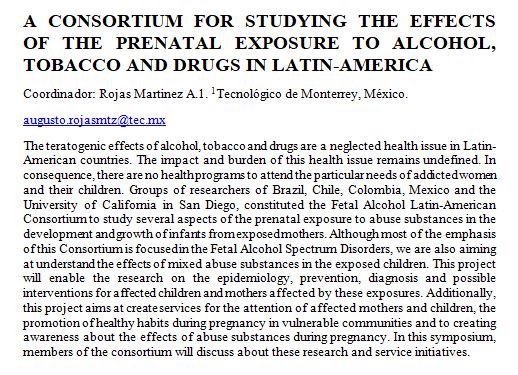 A CONSORTIUM FOR STUDYING THE EFFECTS
OF THE PRENATAL EXPOSURE TO ALCOHOL,
TOBACCO AND DRUGS IN LATIN-AMERICA
Coordinador: Rojas Martinez A.1. ¹Tecnológico de Monterrey, México.
augusto.rojasmtz@tec.mx
The teratogenic effects of alcohol, tobacco and drugs are a neglected health issue in Latin-
American countries. The impact and burden of this health issue remains undefined. In
consequence, there are no health programs to attend the particular needs of addicted women
and their children. Groups of researchers of Brazil, Chile, Colombia, Mexico and the
University of California in San Diego, constituted the Fetal Alcohol Latin-American
Consortium to study several aspects of the prenatal exposure to abuse substances in the
development and growth of infants from exposed mothers. Although most of the emphasis
of this Consortium is focused in the Fetal Alcohol Spectrum Disorders, we are also aiming
at understand the effects of mixed abuse substances in the exposed children. This project
will enable the research on the epidemiology, prevention, diagnosis and possible
interventions for affected children and mothers affected by these exposures. Additionally,
this project aims at create services for the attention of affected mothers and children, the
promotion of healthy habits during pregnancy in vulnerable communities and to creating
awareness about the effects of abuse substances during pregnancy. In this symposium,
members of the consortium will discuss about these research and service initiatives.